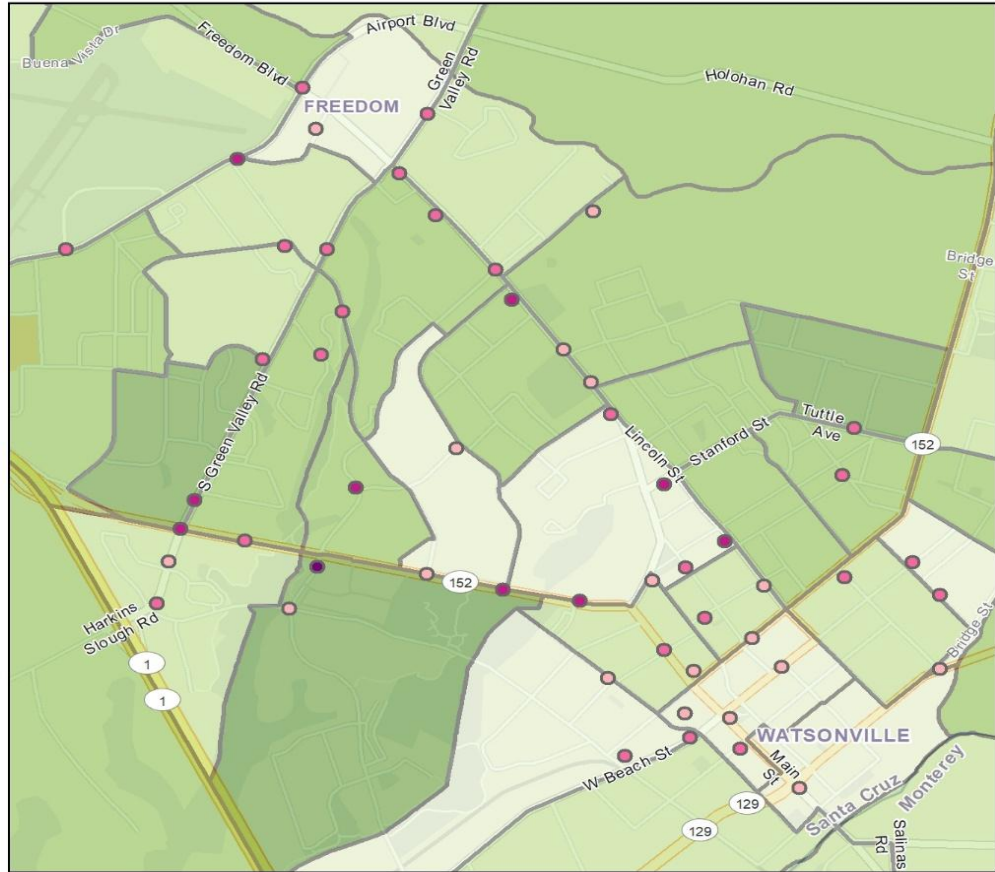 Airport Blvd
Buena Vista Dr
Freedom Blvd
Green
Valley Rd
Holohan Rd
FREEDOM
Bridge
St
Tuttle
Ave
S Green Valley Rd
Lincoln St
Stanford St
152
152
Harkins
Slough Rd
1
1
Bridge St
WATSONVILLE
W Beach St
Main
St
129
129
Santa Cruz
Monterey
Salinas
Rd